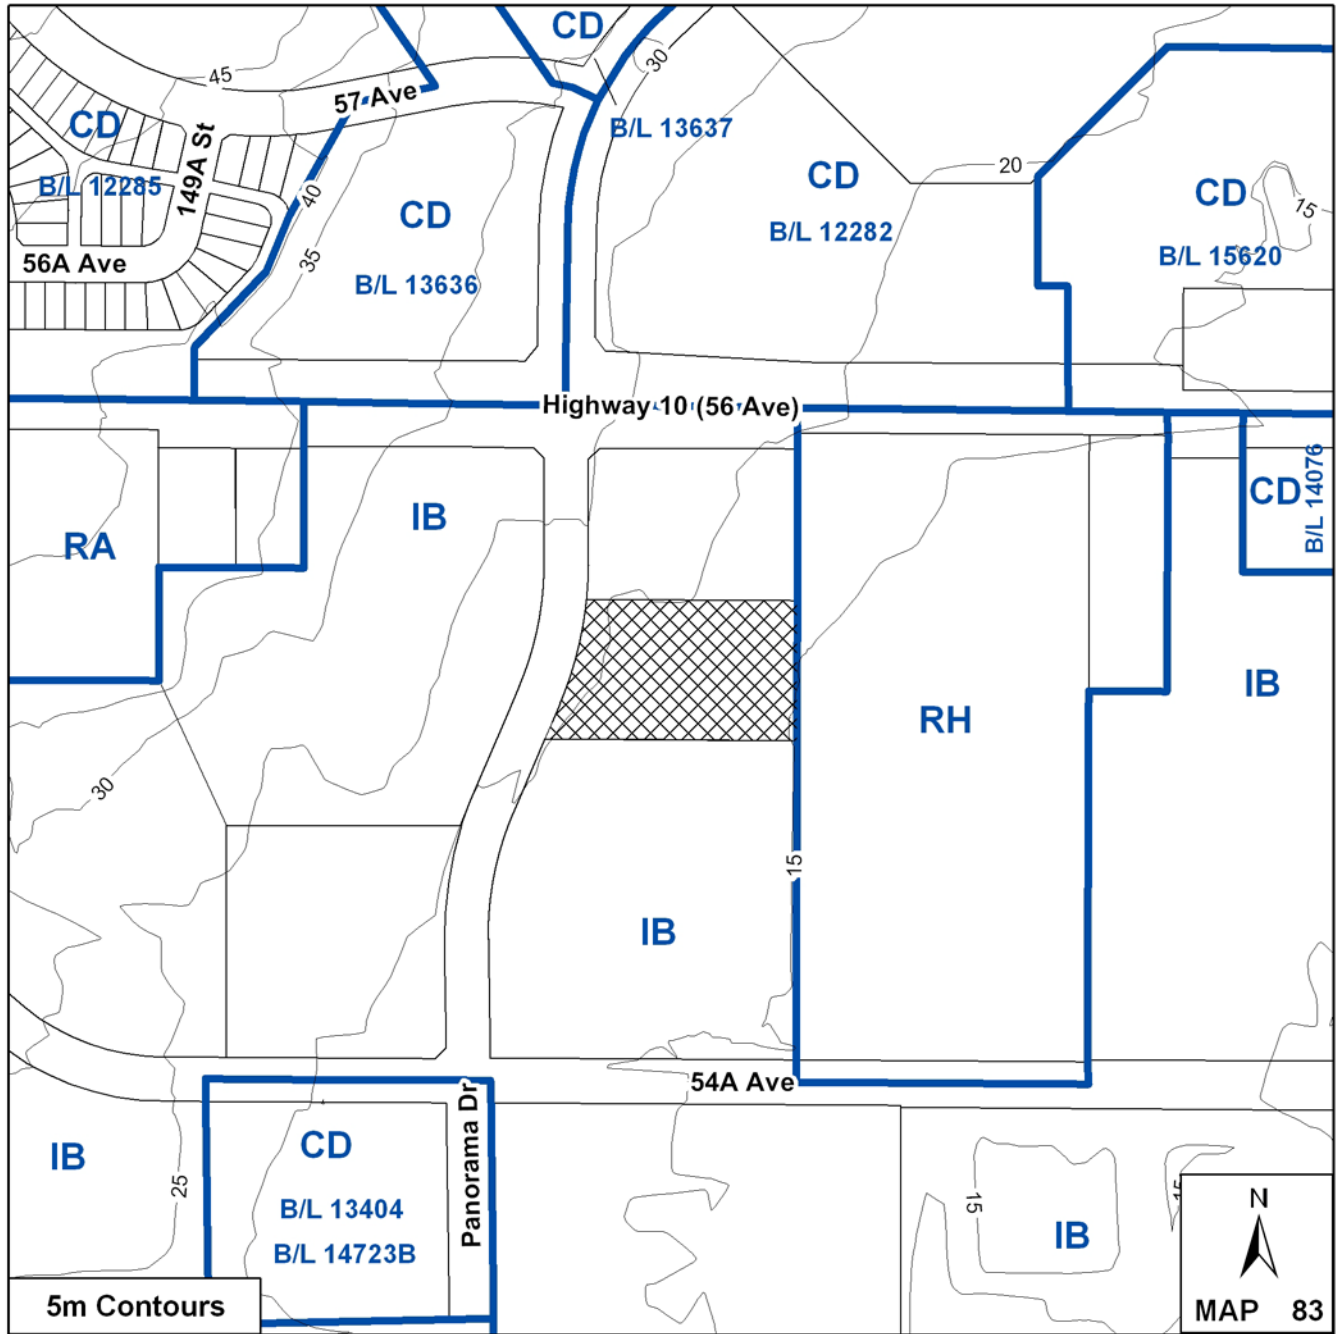 CD
45
30
57 Ave
CD
B/L 13637
149A St
20
CD
B/L 12285
CD
40
15
CD
B/L 12282
35
B/L 15620
56A Ave
B/L 13636
Highway 10 (56 Ave)
CD
B/L 14076
IB
RA
IB
RH
30
15
IB
54A Ave
Panorama Dr
CD
IB
25
15
15
B/L 13404
IB
B/L 14723B
N
5m Contours
MAP 83